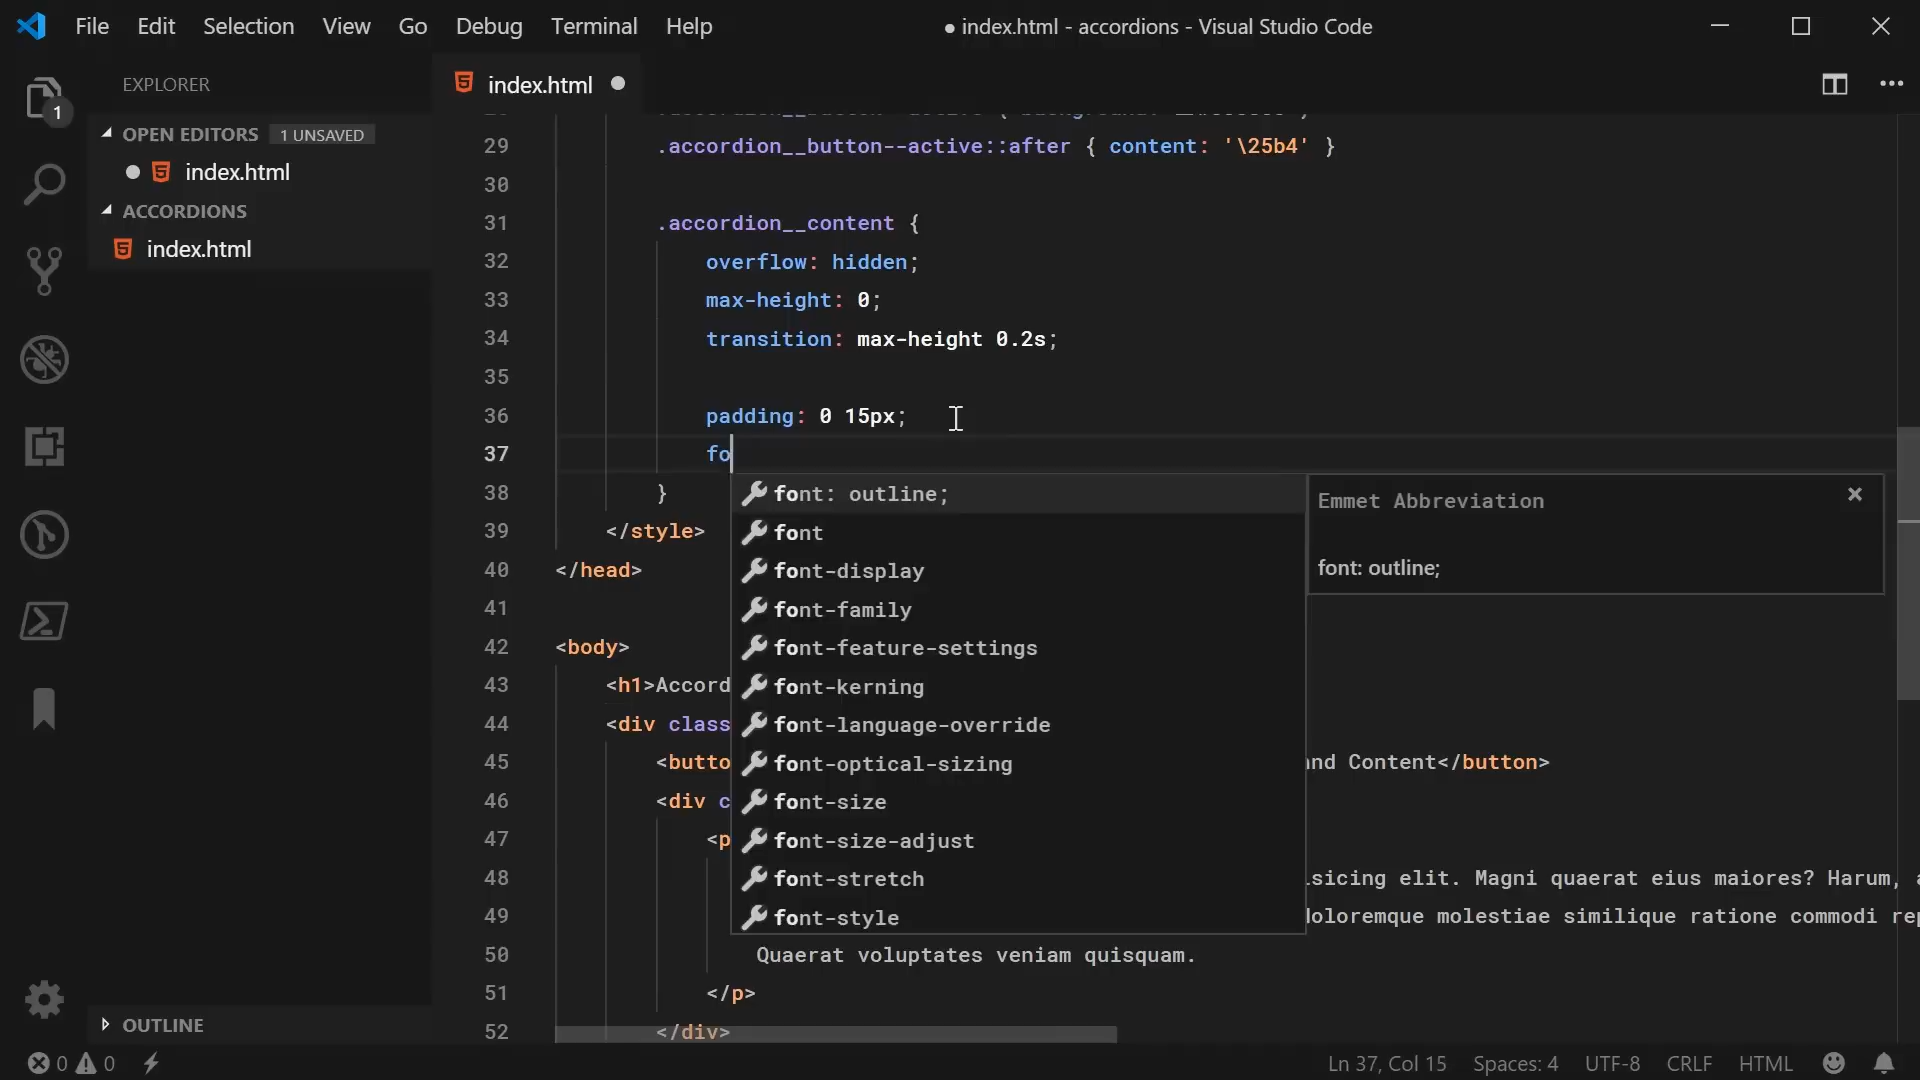 File Edit Selection View Go Debug Terminal Help
● index.html - accordions - Visual Studio Code
EXPLORER
OPEN EDITORS 1 UNSAVED
index.html
ACCORDIONS
index.html
OUTLINE
1
index.html
29 .accordion__button--active::after { content: '\25b4' }
30
31 .accordion__content {
32 overflow: hidden;
33 max-height: 0;
34 transition: max-height 0.2s;
35
36 padding: 0 15px;
37 fo
38 }
39 </style>
40 </head>
41
42 <body>
43 <h1>Accord
44 <div class
45 <butto nd Content</button>
46 <div c
47 <p
48 sicing elit. Magni quaerat eius maiores? Harum,
49 doloremque molestiae similique ratione commodi rep
50 Quaerat voluptates veniam quisquam.
51 </p>
52 </div>
font: outline;
font
font-display
font-family
font-feature-settings
font-kerning
font-language-override
font-optical-sizing
font-size
font-size-adjust
font-stretch
font-style
Emmet Abbreviation
font: outline;
0 0
Ln 37, Col 15 Spaces: 4 UTF-8 CRLF HTML